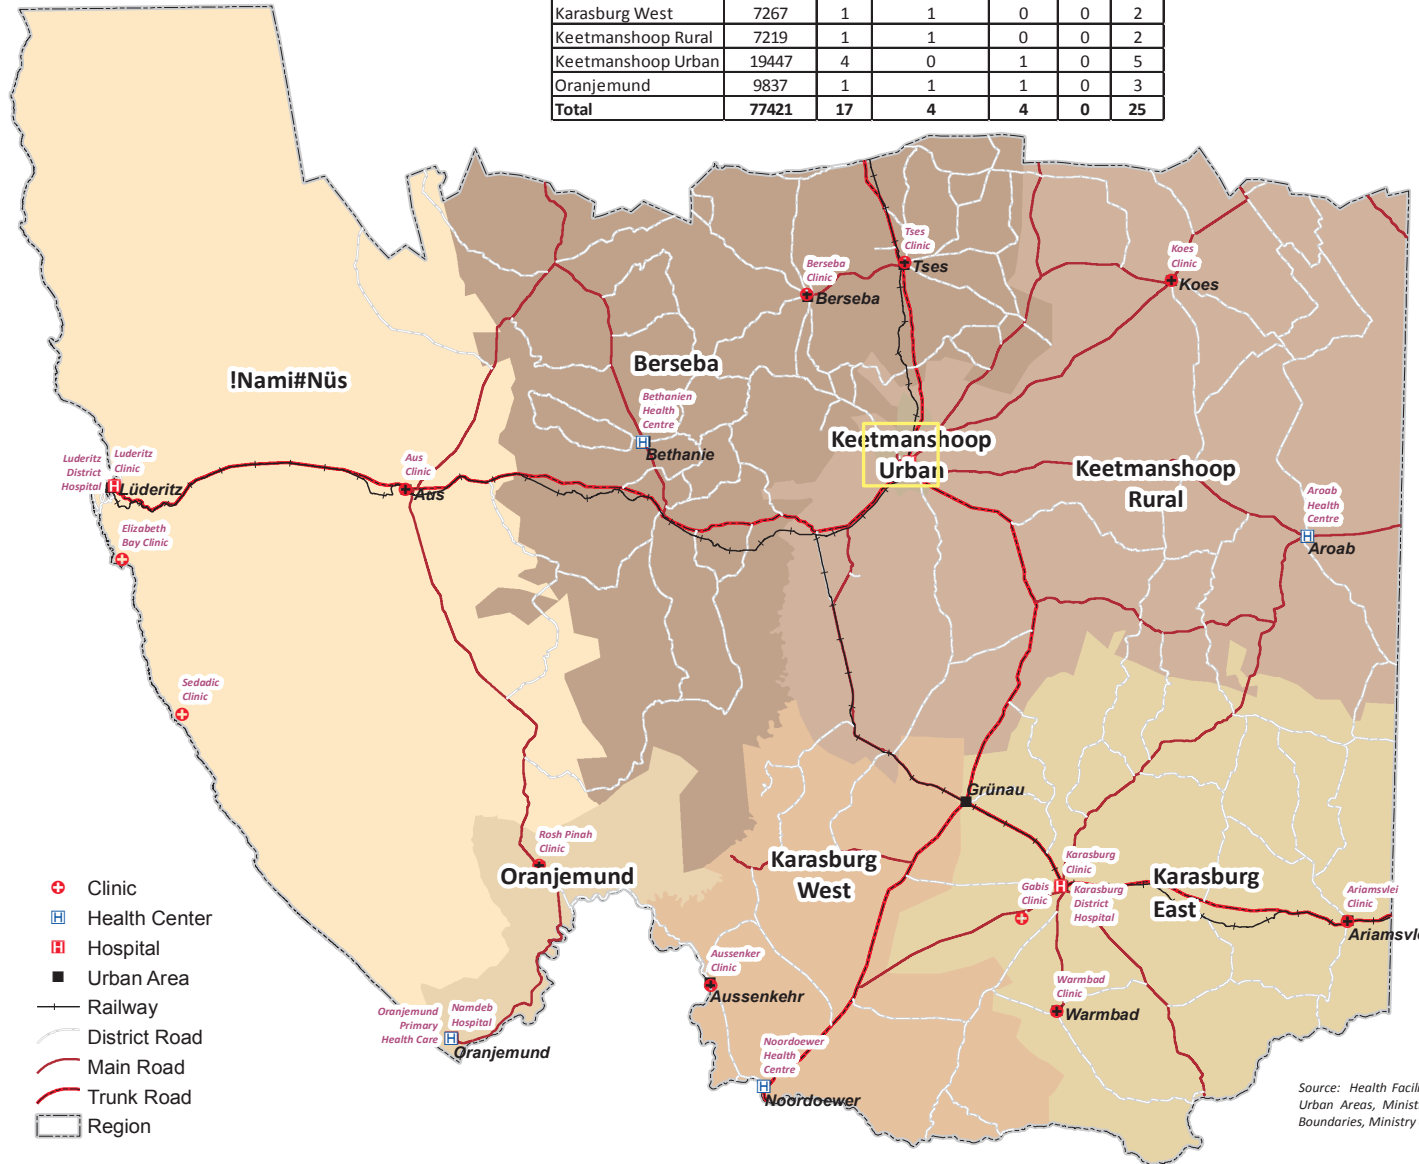 Karasburg West 7267 1 1 0 0 2
Keetmanshoop Rural 7219 1 1 0 0 2
Keetmanshoop Urban 19447 4 0 1 0 5
Oranjemund 9837 1 1 1 0 3
Total 77421 17 4 4 0 25
Tses
Clinic
Tses
Koes
Clinic
Koes
Berseba
Clinic
Berseba
Berseba
!Nami#Nüs
Bethanien
Health
Centre
Bethanie
Keetmanshoop
Urban
Keetmanshoop
Rural
Luderitz
District
Hospital
Luderitz
Clinic
Lüderitz
Aus
Clinic
Aus
Aroab
Health
Centre
Aroab
Elizabeth
Bay Clinic
Sedadic
Clinic
Grünau
Rosh Pinah
Clinic
Oranjemund
Karasburg
West
Karasburg
Clinic
Gabis
Clinic
Karasburg
District
Hospital
Karasburg
East
Ariamsvlei
Clinic
Ariamsvle
Aussenker
Clinic
Aussenkehr
Warmbad
Clinic
Warmbad
Oranjemund
Primary
Health Care
Namdeb
Hospital
Oranjemund
Noordoewer
Health
Centre
Noordoewer
Clinic
Health Center
Hospital
Urban Area
Railway
District Road
Main Road
Trunk Road
Region
Source: Health Facil
Urban Areas, Minist
Boundaries, Ministry